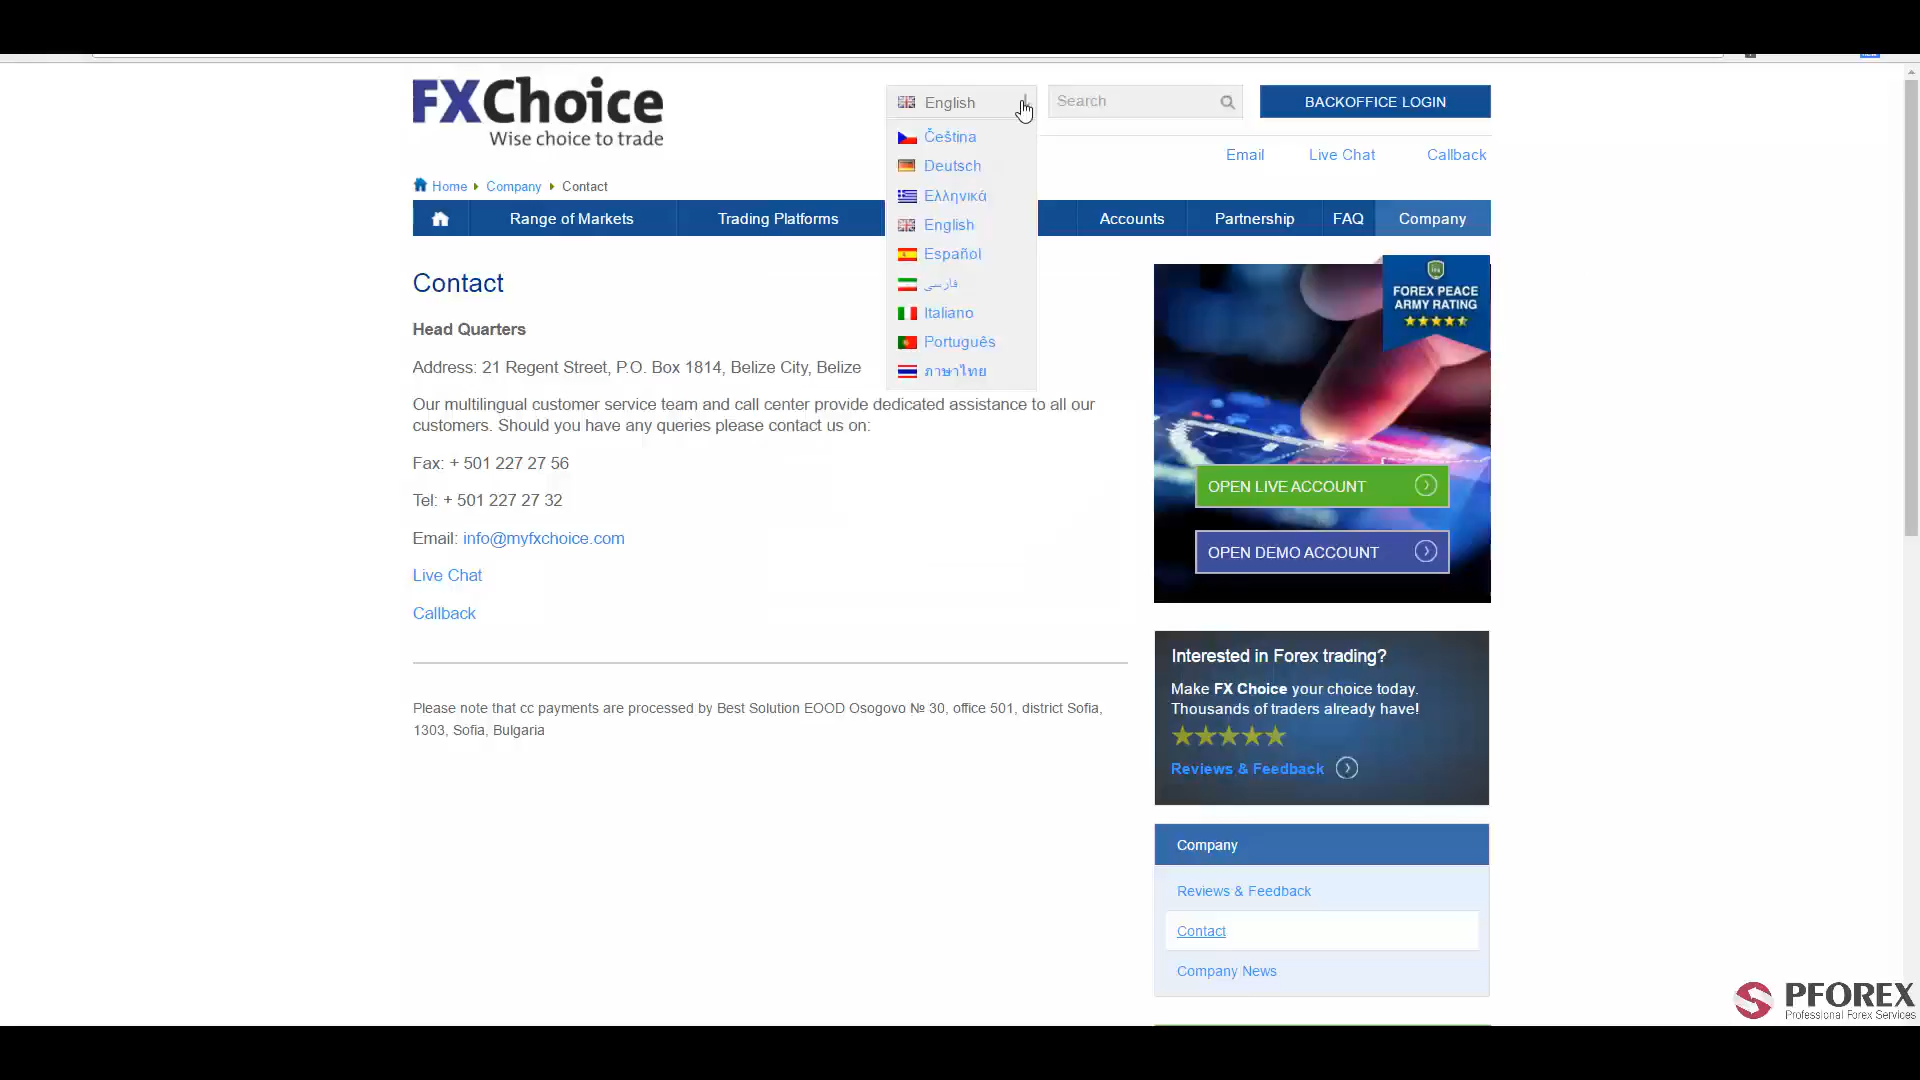 FXChoice
Wise choice to trade
English
Search
BACKOFFICE LOGIN
Čeština
Deutsch
Ελληνικά
English
Español
فارسی
Italiano
Português
ภาษาไทย
Email
Live Chat
Callback
Home
Company
Contact
Range of Markets
Trading Platforms
Accounts
Partnership
FAQ
Company
Contact
Head Quarters
Address: 21 Regent Street, P.O. Box 1814, Belize City, Belize
Our multilingual customer service team and call center provide dedicated assistance to all our
customers. Should you have any queries please contact us on:
Fax: + 501 227 27 56
Tel: + 501 227 27 32
Email: info@myfxchoice.com
Live Chat
Callback
Please note that cc payments are processed by Best Solution EOOD Osogovo № 30, office 501, district Sofia,
1303, Sofia, Bulgaria
FOREX PEACE
ARMY RATING
OPEN LIVE ACCOUNT
OPEN DEMO ACCOUNT
Interested in Forex trading?
Make FX Choice your choice today.
Thousands of traders already have!
Reviews & Feedback
Company
Reviews & Feedback
Contact
Company News
PFOREX
Professional Forex Services